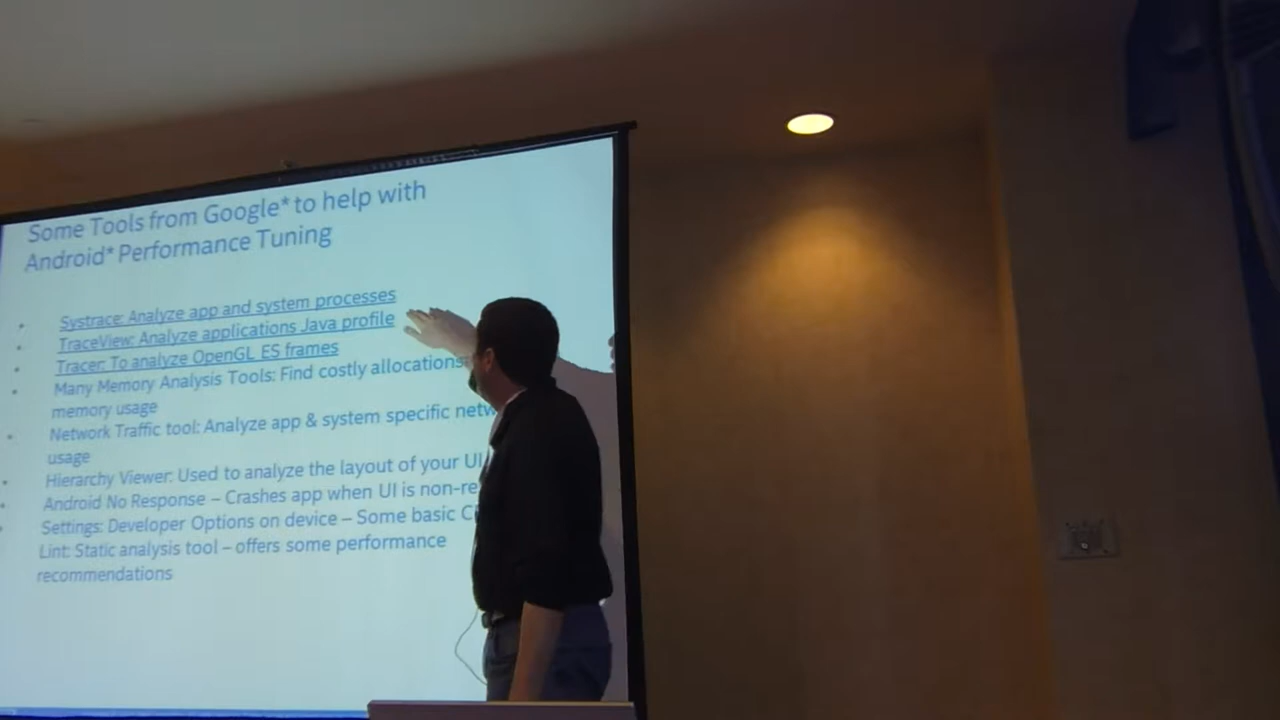 Some Tools from Google* to help with
Android* Performance Tuning
Systrace: Analyze app and system processes
TraceView: Analyze applications Java profile
Tracer: To analyze OpenGL ES frames
Many Memory Analysis Tools: Find costly allocations
memory usage
Network Traffic tool: Analyze app & system specific
usage
Hierarchy Viewer: Used to analyze the layout of your UI
Android No Response – Crashes app when UI is
Settings: Developer Options on device – Some basic
Lint: Static analysis tool – offers some performance
recommendations